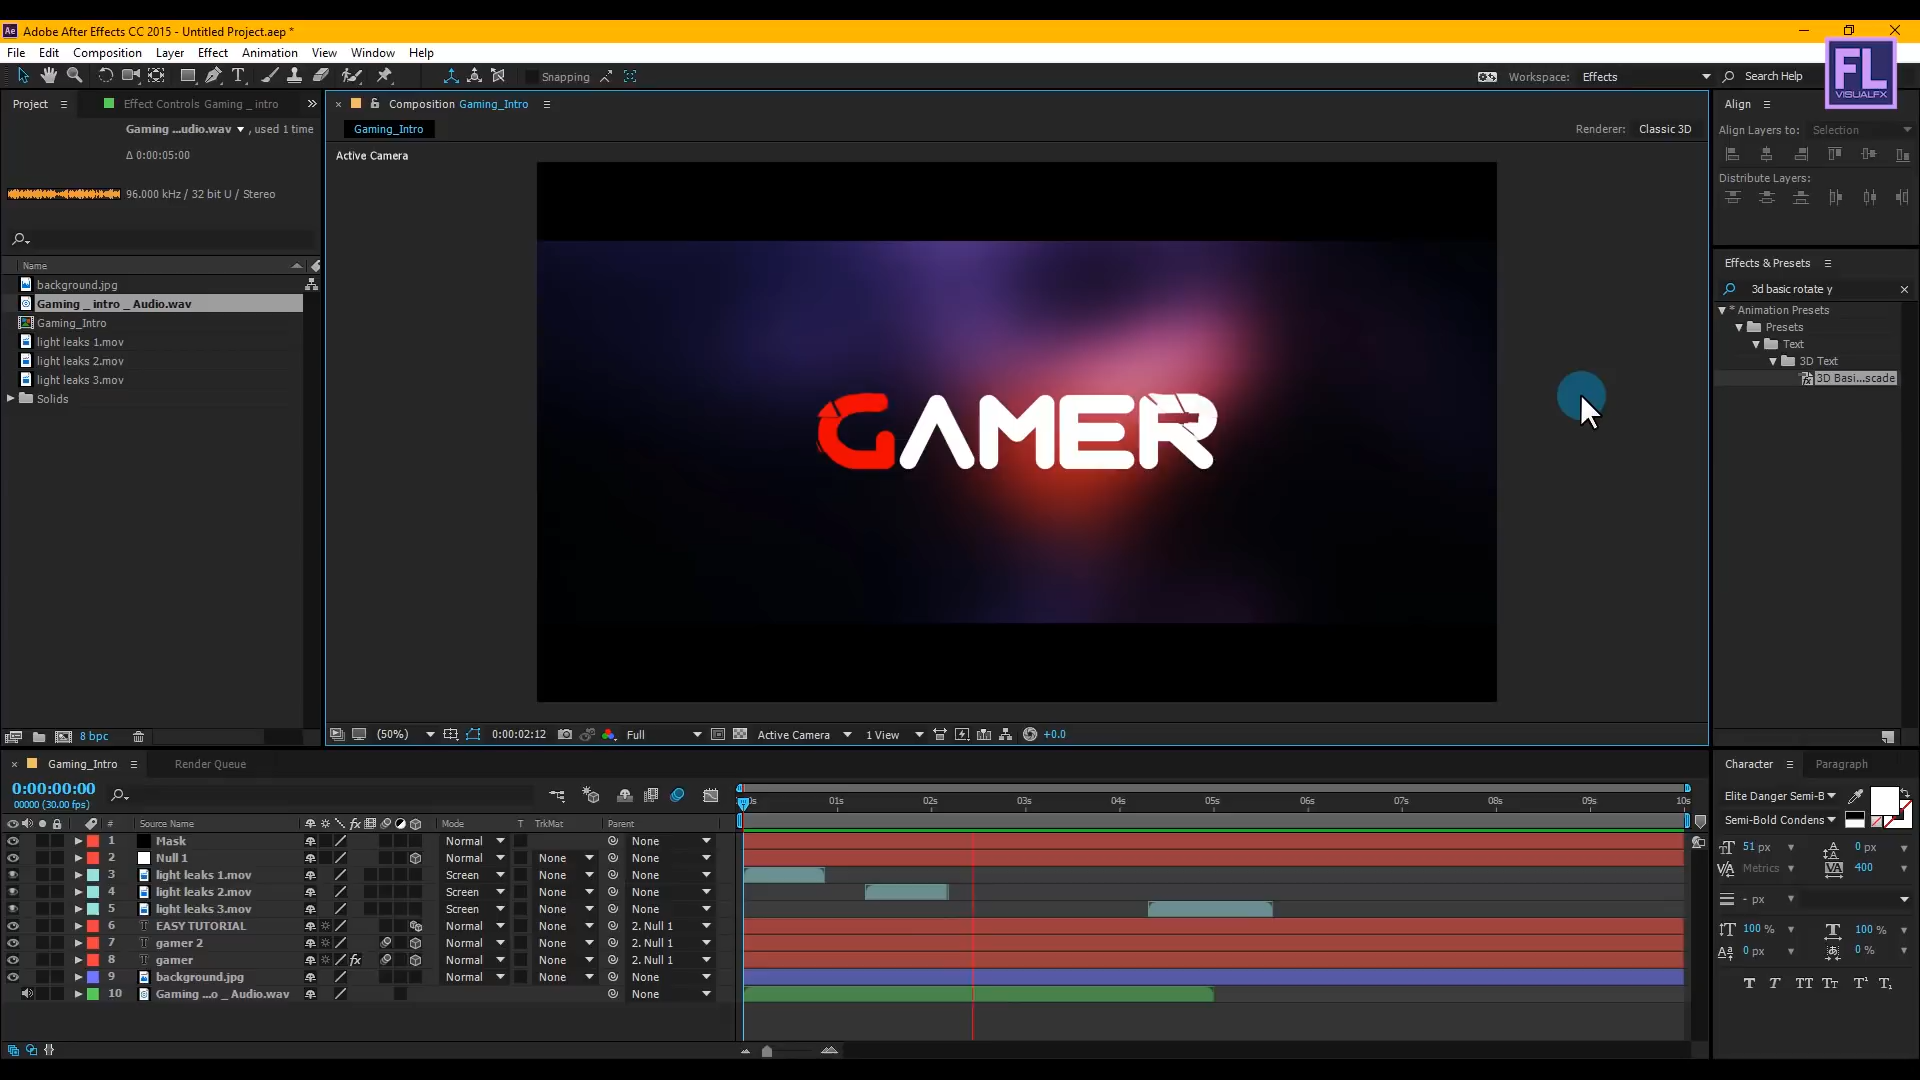 Ae Adobe After Effects CC 2015 - Untitled Project.aep *
File Edit Composition Layer Effect Animation View Window Help
Snapping
Workspace: Effects
Search Help
FL
VISUALFX
Project
Effect Controls Gaming _ intro
Gaming ...udio.wav ▼ , used 1 time
Δ 0:00:05:00
96.000 kHz / 32 bit U / Stereo
Name
background.jpg
Gaming _ intro _ Audio.wav
Gaming_Intro
light leaks 1.mov
light leaks 2.mov
light leaks 3.mov
Solids
8 bpc
Composition Gaming_Intro
Gaming_Intro
Renderer: Classic 3D
Active Camera
GAMER
(50%) 0:00:02:12 Full Active Camera 1 View +0.0
Align
Align Layers to: Selection
Distribute Layers:
Effects & Presets
3d basic rotate y
* Animation Presets
Presets
Text
3D Text
3D Basi...scade
Gaming_Intro
Render Queue
0:00:00:00
00000 (30.00 fps)
01s 02s 03s 04s 05s 06s 07s 08s 09s 10s
# Source Name Mode T TrkMat Parent
1 Mask Normal None
2 Null 1 Normal None None
3 light leaks 1.mov Screen None None
4 light leaks 2.mov Screen None None
5 light leaks 3.mov Screen None None
6 EASY TUTORIAL Normal None 2. Null 1
7 gamer 2 Normal None 2. Null 1
8 gamer fx Normal None 2. Null 1
9 background.jpg Normal None None
10 Gaming ...o _ Audio.wav None
Character
Paragraph
Elite Danger Semi-B
Semi-Bold Condens
51 px 0 px
Metrics 400
- px
100 % 100 %
0 px 0 %
T T TT Tt T¹ T₁